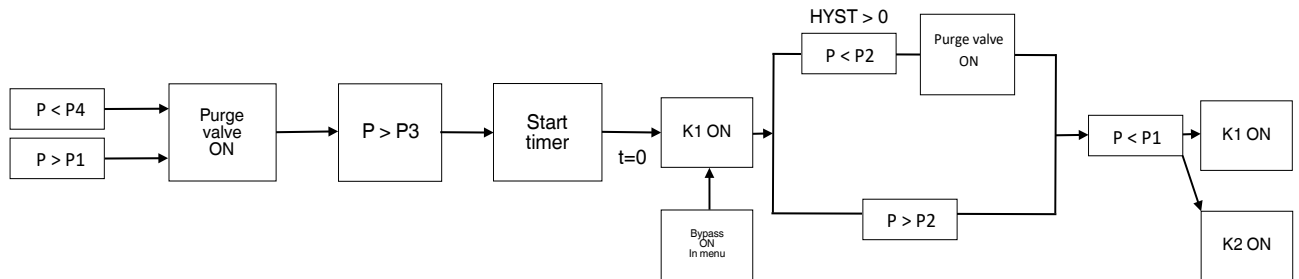 P < P4
P > P1
Purge
valve
ON
P > P3
Start
timer
t=0
K1 ON
Bypass
ON
In menu
HYST > 0
P < P2
Purge valve
ON
P > P2
P < P1
K1 ON
K2 ON